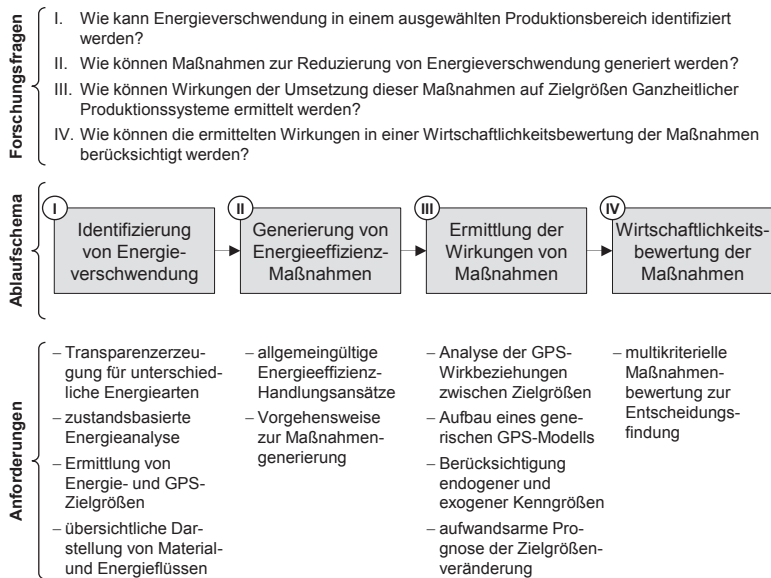 Forschungsfragen
I. Wie kann Energieverschwendung in einem ausgewählten Produktionsbereich identifiziert
werden?
II. Wie können Maßnahmen zur Reduzierung von Energieverschwendung generiert werden?
III. Wie können Wirkungen der Umsetzung dieser Maßnahmen auf Zielgrößen Ganzheitlicher
Produktionssysteme ermittelt werden?
IV. Wie können die ermittelten Wirkungen in einer Wirtschaftlichkeitsbewertung der Maßnahmen
berücksichtigt werden?
Ablaufschema
I
Identifizierung
von Energie-
verschwendung
II
Generierung von
Energieeffizienz-
Maßnahmen
III
Ermittlung der
Wirkungen von
Maßnahmen
IV
Wirtschaftlichkeits-
bewertung der
Maßnahmen
Anforderungen
– Transparenzerzeu-
gung für unterschied-
liche Energiearten
– zustandsbasierte
Energieanalyse
– Ermittlung von
Energie- und GPS-
Zielgrößen
– übersichtliche Dar-
stellung von Material-
und Energieflüssen
– allgemeingültige
Energieeffizienz-
Handlungsansätze
– Vorgehensweise
zur Maßnahmen-
generierung
– Analyse der GPS-
Wirkbeziehungen
zwischen Zielgrößen
– Aufbau eines gene-
rischen GPS-Modells
– Berücksichtigung
endogener und
exogener Kenngrößen
– aufwandsarme Pro-
gnose der Zielgrößen-
veränderung
– multikriterielle
Maßnahmen-
bewertung zur
Entscheidungs-
findung